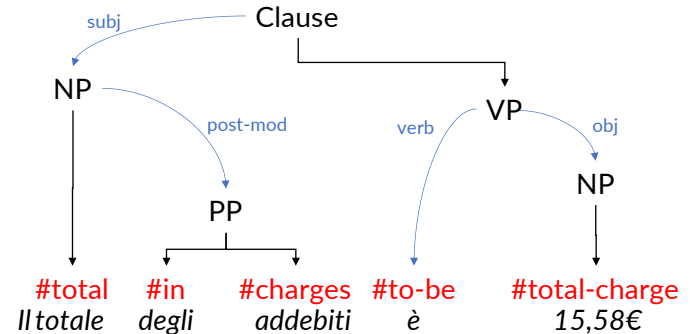 Clause
subj
NP
VP
post-mod
verb
obj
NP
PP
#total #in #charges #to-be #total-charge
Il totale degli addebiti è 15,58€